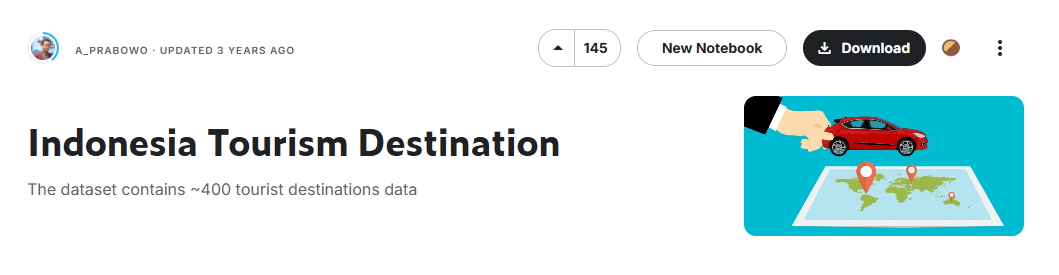 A_PRABOWO · UPDATED 3 YEARS AGO
145
New Notebook
Download
Indonesia Tourism Destination
The dataset contains ~400 tourist destinations data